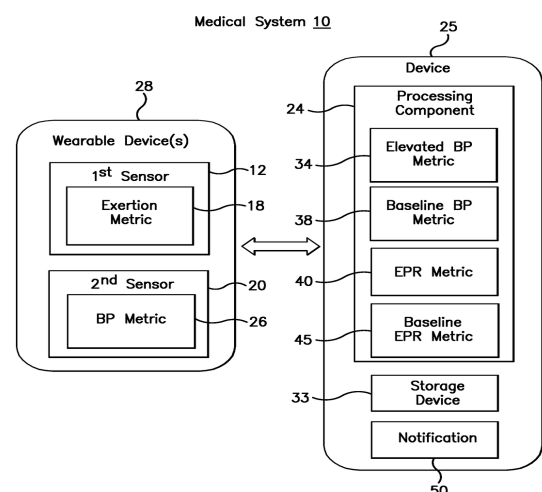 Medical System 10
28
Wearable Device(s)
1st Sensor
12
Exertion
Metric
18
2nd Sensor
20
BP Metric
26
25
Device
24
Processing
Component
34
Elevated BP
Metric
38
Baseline BP
Metric
40
EPR Metric
45
Baseline
EPR Metric
33
Storage
Device
Notification
50